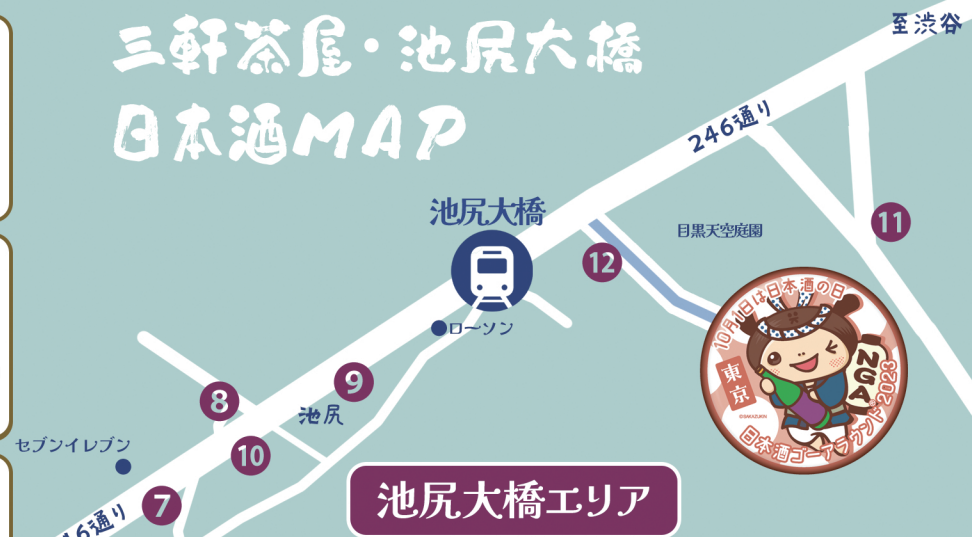 至渋谷
三軒茶屋・池尻大橋
日本酒MAP
246通り
池尻大橋
目黒天空庭園
11
12
10月1日は日本酒の日
東京
NGA
日本酒ゴーアラウンド2023
ローソン
9
8
池尻
セブンイレブン
10
7
池尻大橋エリア
46通り